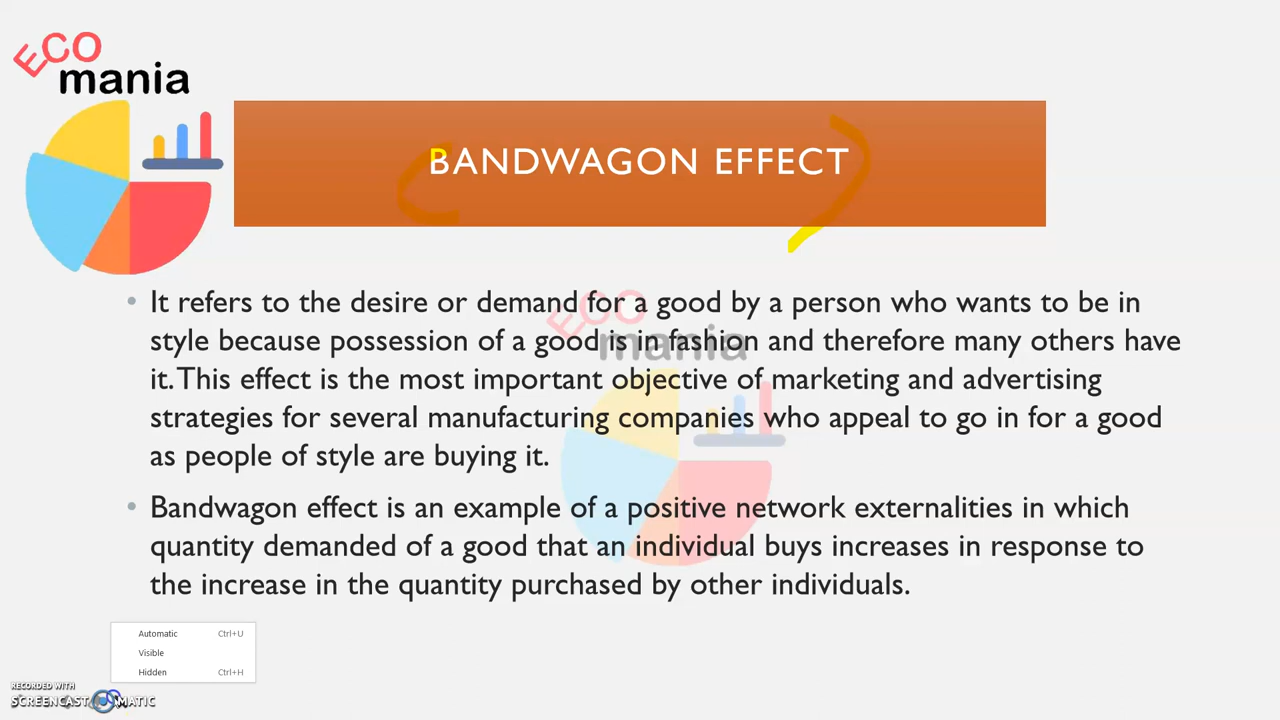 ECO
mania
BANDWAGON EFFECT
• It refers to the desire or demand for a good by a person who wants to be in
style because possession of a good is in fashion and therefore many others have
it. This effect is the most important objective of marketing and advertising
strategies for several manufacturing companies who appeal to go in for a good
as people of style are buying it.
ECO
mania
• Bandwagon effect is an example of a positive network externalities in which
quantity demanded of a good that an individual buys increases in response to
the increase in the quantity purchased by other individuals.
Automatic Ctrl+U
Visible
Hidden Ctrl+H
RECORDED WITH
SCREENCAST MATIC